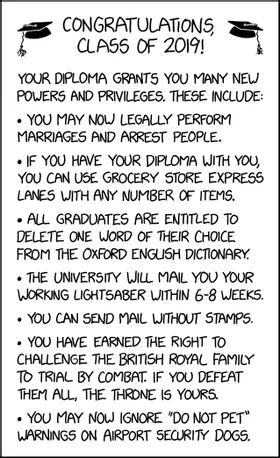 CONGRATULATIONS,
CLASS OF 2019!
YOUR DIPLOMA GRANTS YOU MANY NEW
POWERS AND PRIVILEGES. THESE INCLUDE:
• YOU MAY NOW LEGALLY PERFORM
MARRIAGES AND ARREST PEOPLE.
• IF YOU HAVE YOUR DIPLOMA WITH YOU,
YOU CAN USE GROCERY STORE EXPRESS
LANES WITH ANY NUMBER OF ITEMS.
• ALL GRADUATES ARE ENTITLED TO
DELETE ONE WORD OF THEIR CHOICE
FROM THE OXFORD ENGLISH DICTIONARY.
• THE UNIVERSITY WILL MAIL YOU YOUR
WORKING LIGHTSABER WITHIN 6-8 WEEKS.
• YOU CAN SEND MAIL WITHOUT STAMPS.
• YOU HAVE EARNED THE RIGHT TO
CHALLENGE THE BRITISH ROYAL FAMILY
TO TRIAL BY COMBAT. IF YOU DEFEAT
THEM ALL, THE THRONE IS YOURS.
• YOU MAY NOW IGNORE "DO NOT PET"
WARNINGS ON AIRPORT SECURITY DOGS.